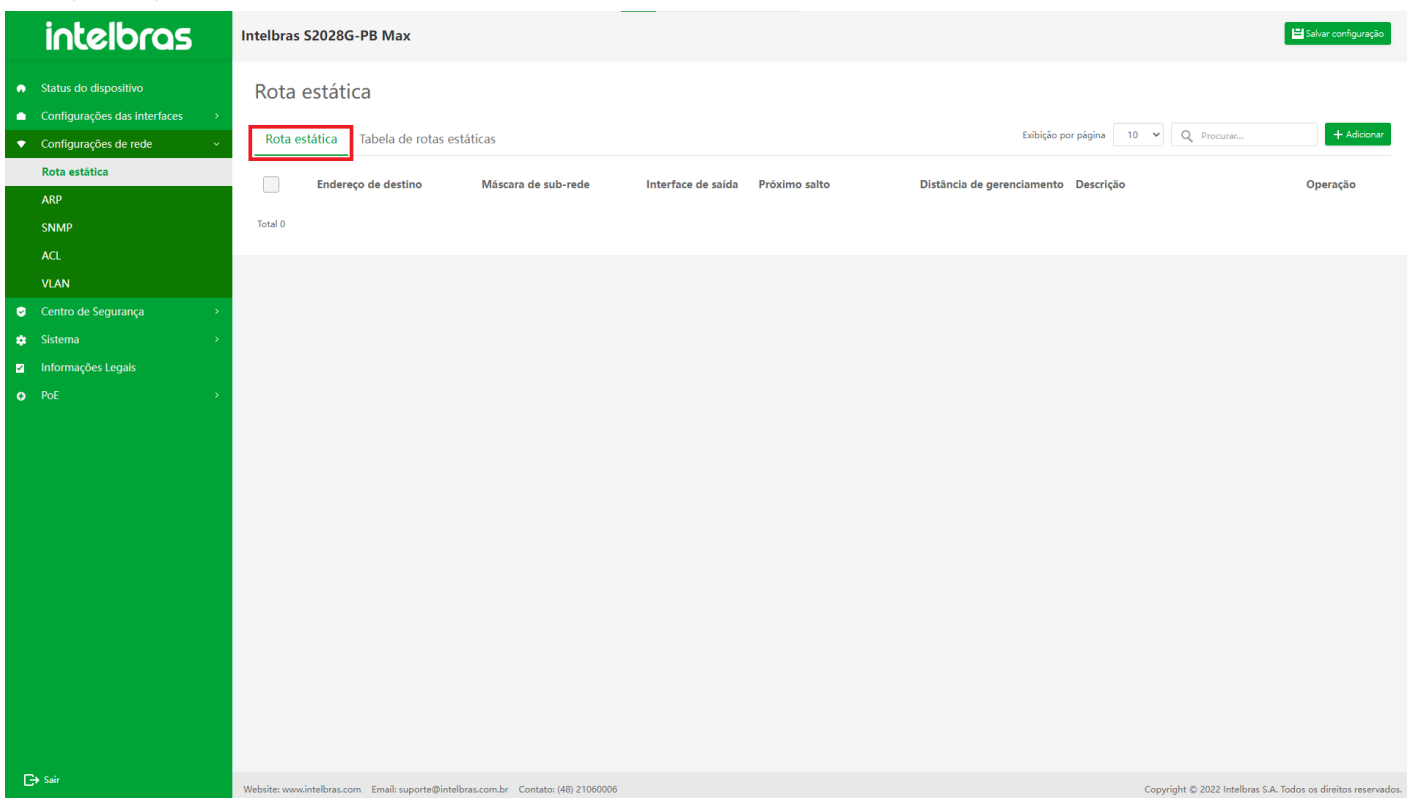 intelbras
Intelbras S2028G-PB Max
Salvar configuração
Status do dispositivo
Configurações das interfaces
Configurações de rede
Rota estática
ARP
SNMP
ACL
VLAN
Centro de Segurança
Sistema
Informações Legais
PoE
Sair
Rota estática
Rota estática Tabela de rotas estáticas
Exibição por página 10 Procurar... + Adicionar
Endereço de destino Máscara de sub-rede Interface de saída Próximo salto Distância de gerenciamento Descrição Operação
Total 0
Website: www.intelbras.com Email: suporte@intelbras.com.br Contato: (48) 21060006
Copyright © 2022 Intelbras S.A. Todos os direitos reservados.